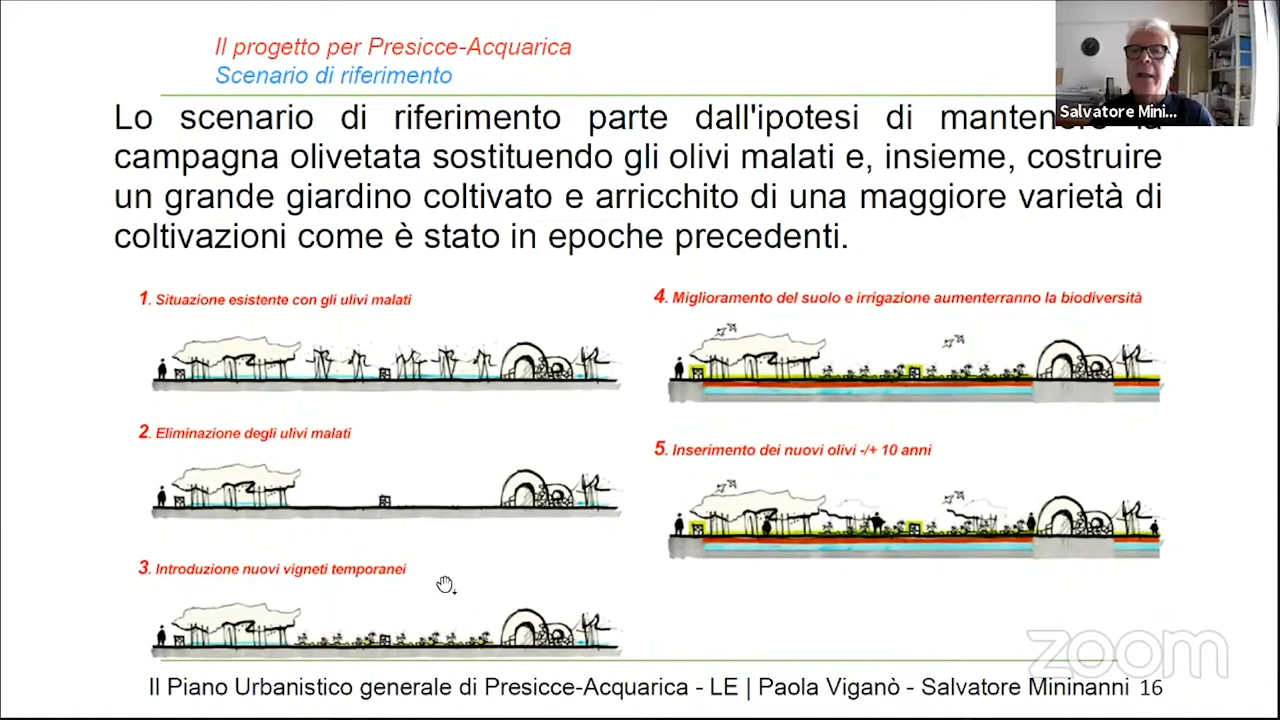 Il progetto per Presicce-Acquarica
Scenario di riferimento
Salvatore Mini...
Lo scenario di riferimento parte dall'ipotesi di
campagna olivetata sostituendo gli olivi malati e, insieme, costruire
un grande giardino coltivato e arricchito di una maggiore varietà di
coltivazioni come è stato in epoche precedenti.
1. Situazione esistente con gli ulivi malati
2. Eliminazione degli ulivi malati
3. Introduzione nuovi vigneti temporanei
4. Miglioramento del suolo e irrigazione aumenterranno la biodiversità
5. Inserimento dei nuovi olivi -/+ 10 anni
zoom
Il Piano Urbanistico generale di Presicce-Acquarica - LE | Paola Viganò - Salvatore Mininanni 16